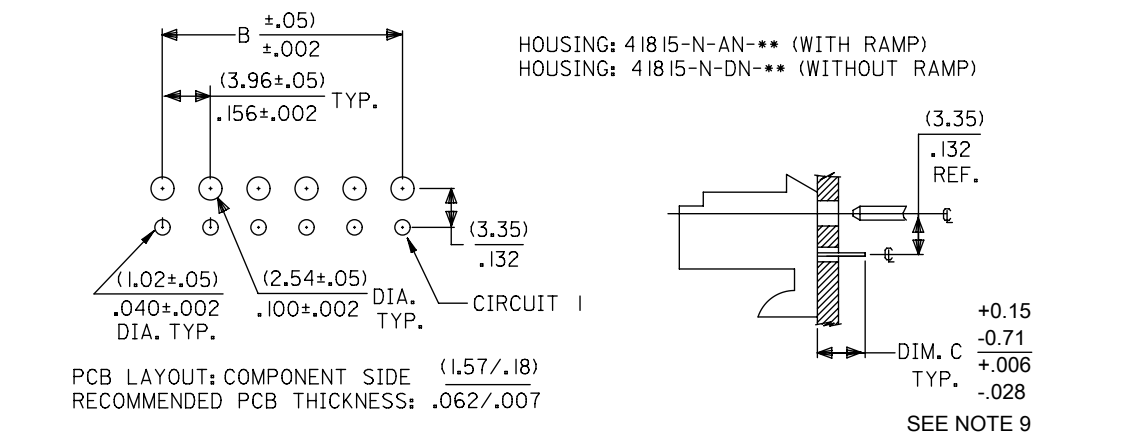 B ±.05)
±.002
(3.96±.05)
.156±.002 TYP.
HOUSING: 41815-N-AN-** (WITH RAMP)
HOUSING: 41815-N-DN-** (WITHOUT RAMP)
(3.35)
.132
REF.
(3.35)
.132
(1.02±.05)
.040±.002
DIA. TYP.
(2.54±.05)
.100±.002
DIA.
TYP.
CIRCUIT 1
PCB LAYOUT: COMPONENT SIDE (1.57/.18)
RECOMMENDED PCB THICKNESS: .062/.007
DIM. C
TYP.
+0.15
-0.71
+.006
-.028
SEE NOTE 9